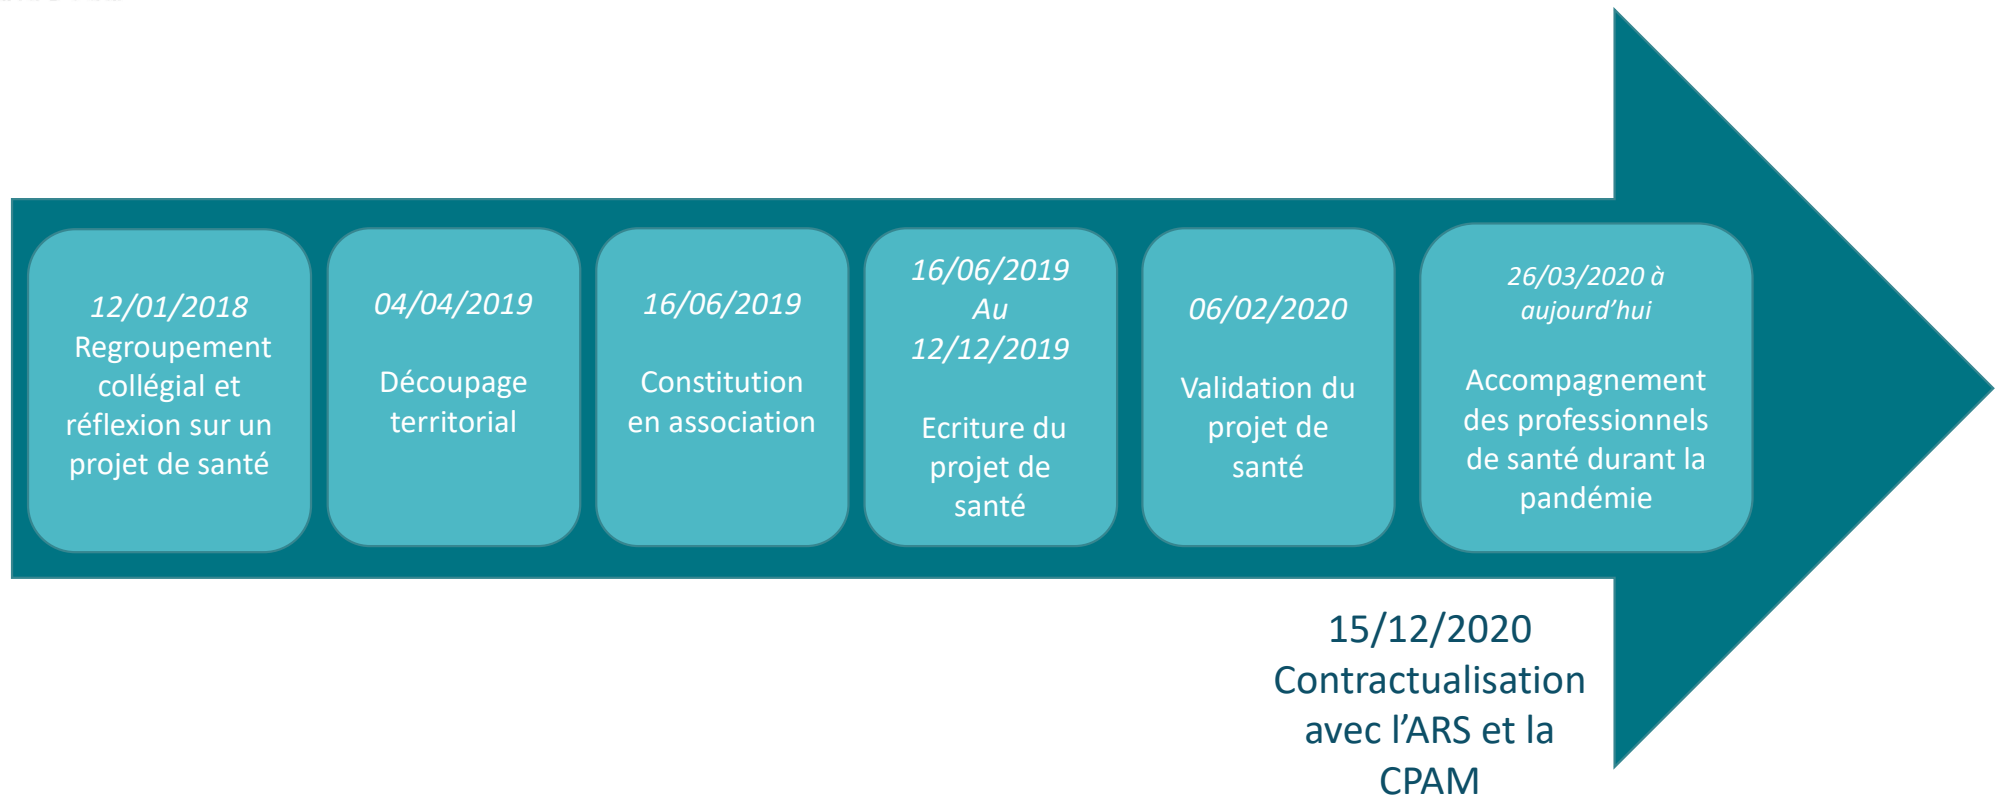 12/01/2018
Regroupement
collégial et
réflexion sur un
projet de santé
04/04/2019
Découpage
territorial
16/06/2019
Constitution
en association
16/06/2019
Au
12/12/2019
Ecriture du
projet de
santé
06/02/2020
Validation du
projet de
santé
26/03/2020 à
aujourd’hui
Accompagnement
des professionnels
de santé durant la
pandémie
15/12/2020
Contractualisation
avec l’ARS et la
CPAM